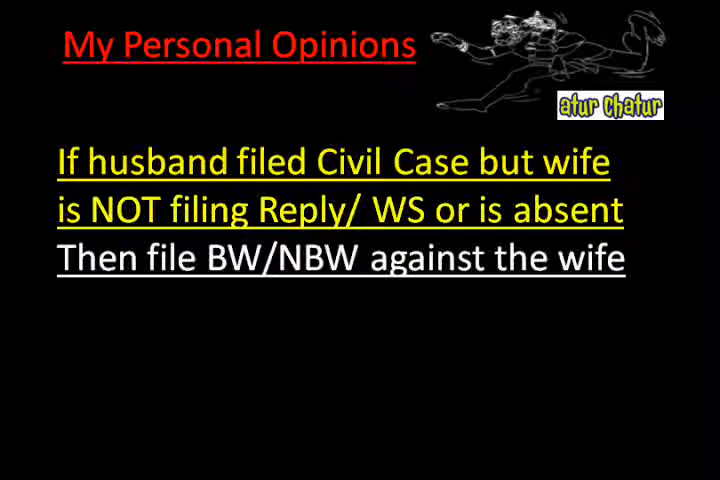 My Personal Opinions
atur chatur
If husband filed Civil Case but wife
is NOT filing Reply/ WS or is absent
Then file BW/NBW against the wife